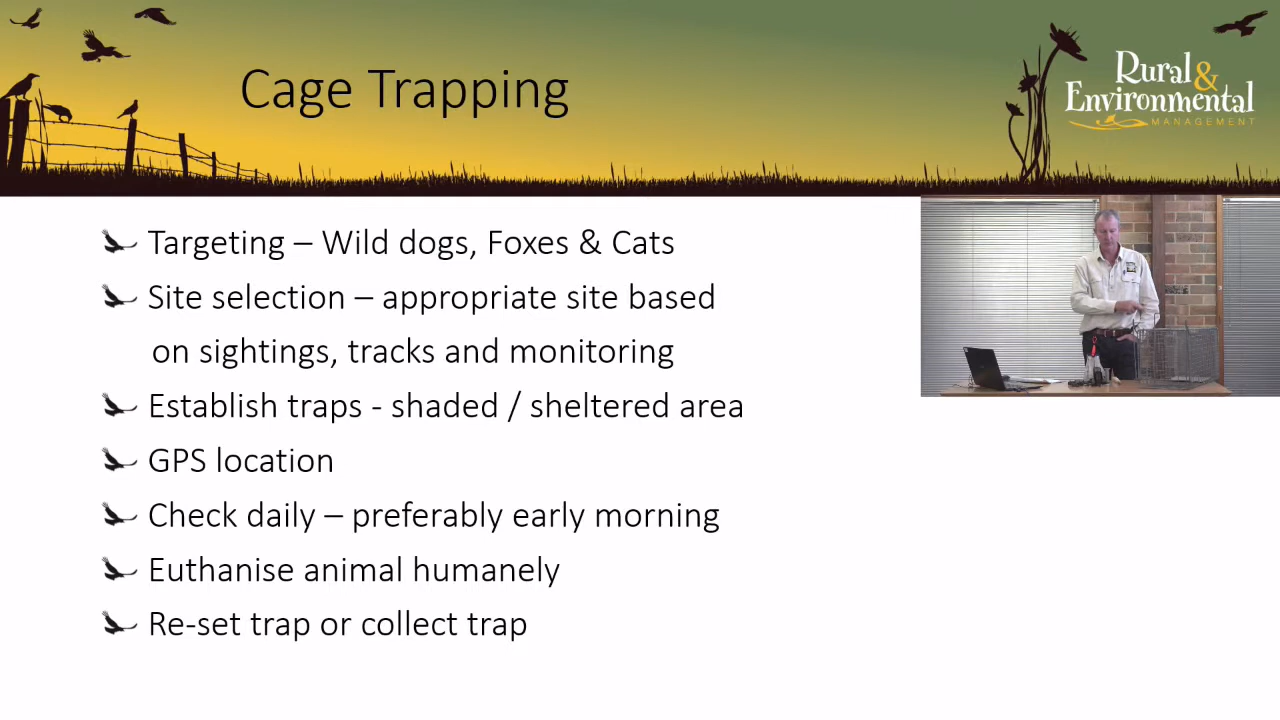 Cage Trapping
Rural &
Environmental
MANAGEMENT
Targeting – Wild dogs, Foxes & Cats
Site selection – appropriate site based
on sightings, tracks and monitoring
Establish traps - shaded / sheltered area
GPS location
Check daily – preferably early morning
Euthanise animal humanely
Re-set trap or collect trap